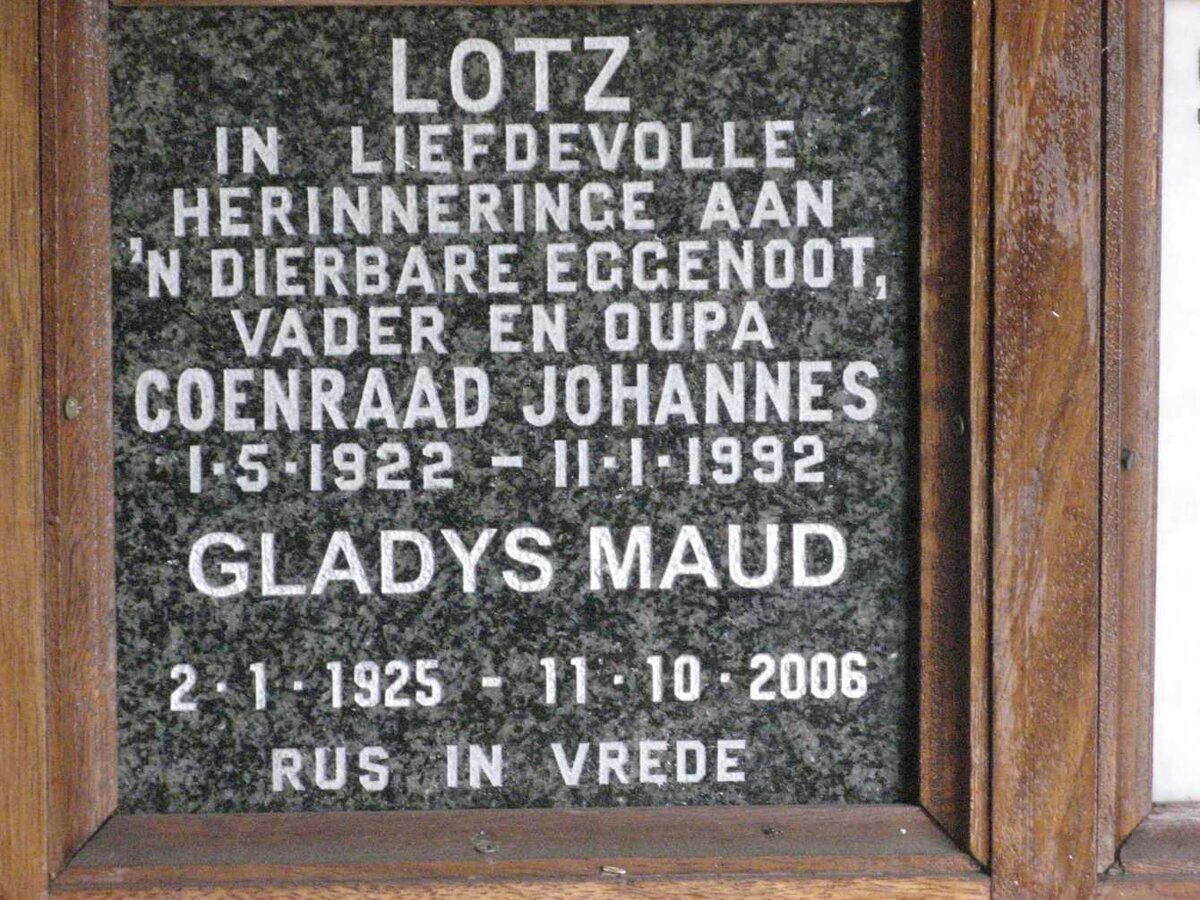 LOTZ
IN LIEFDEVOLLE
HERINNERINGE AAN
'N DIERBARE EGGENOOT,
VADER EN OUPA
COENRAAD JOHANNES
1·5·1922 – 11·1·1992
GLADYS MAUD
2·1·1925 - 11·10·2006
RUS IN VREDE